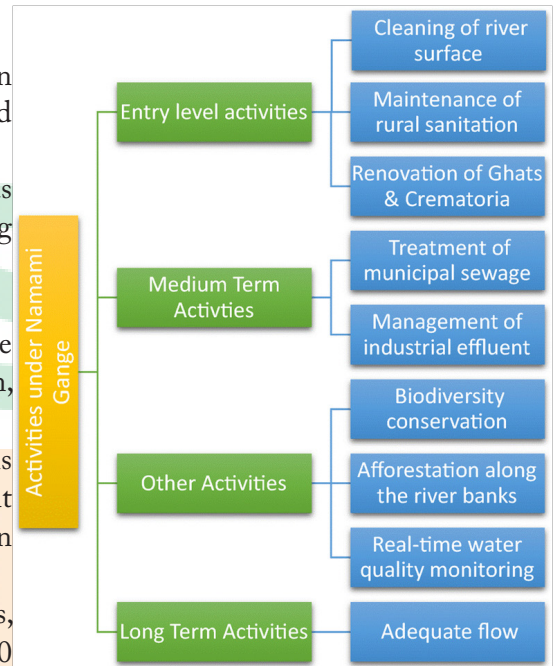 n
d
s
g
e
n,
s
t
n
s,
0
Activities under Namami
Gange
Entry level activities
Cleaning of river
surface
Maintenance of
rural sanitation
Renovation of Ghats
& Crematoria
Medium Term
Activties
Treatment of
municipal sewage
Management of
industrial effluent
Other Activities
Biodiversity
conservation
Afforestation along
the river banks
Real-time water
quality monitoring
Long Term Activities
Adequate flow